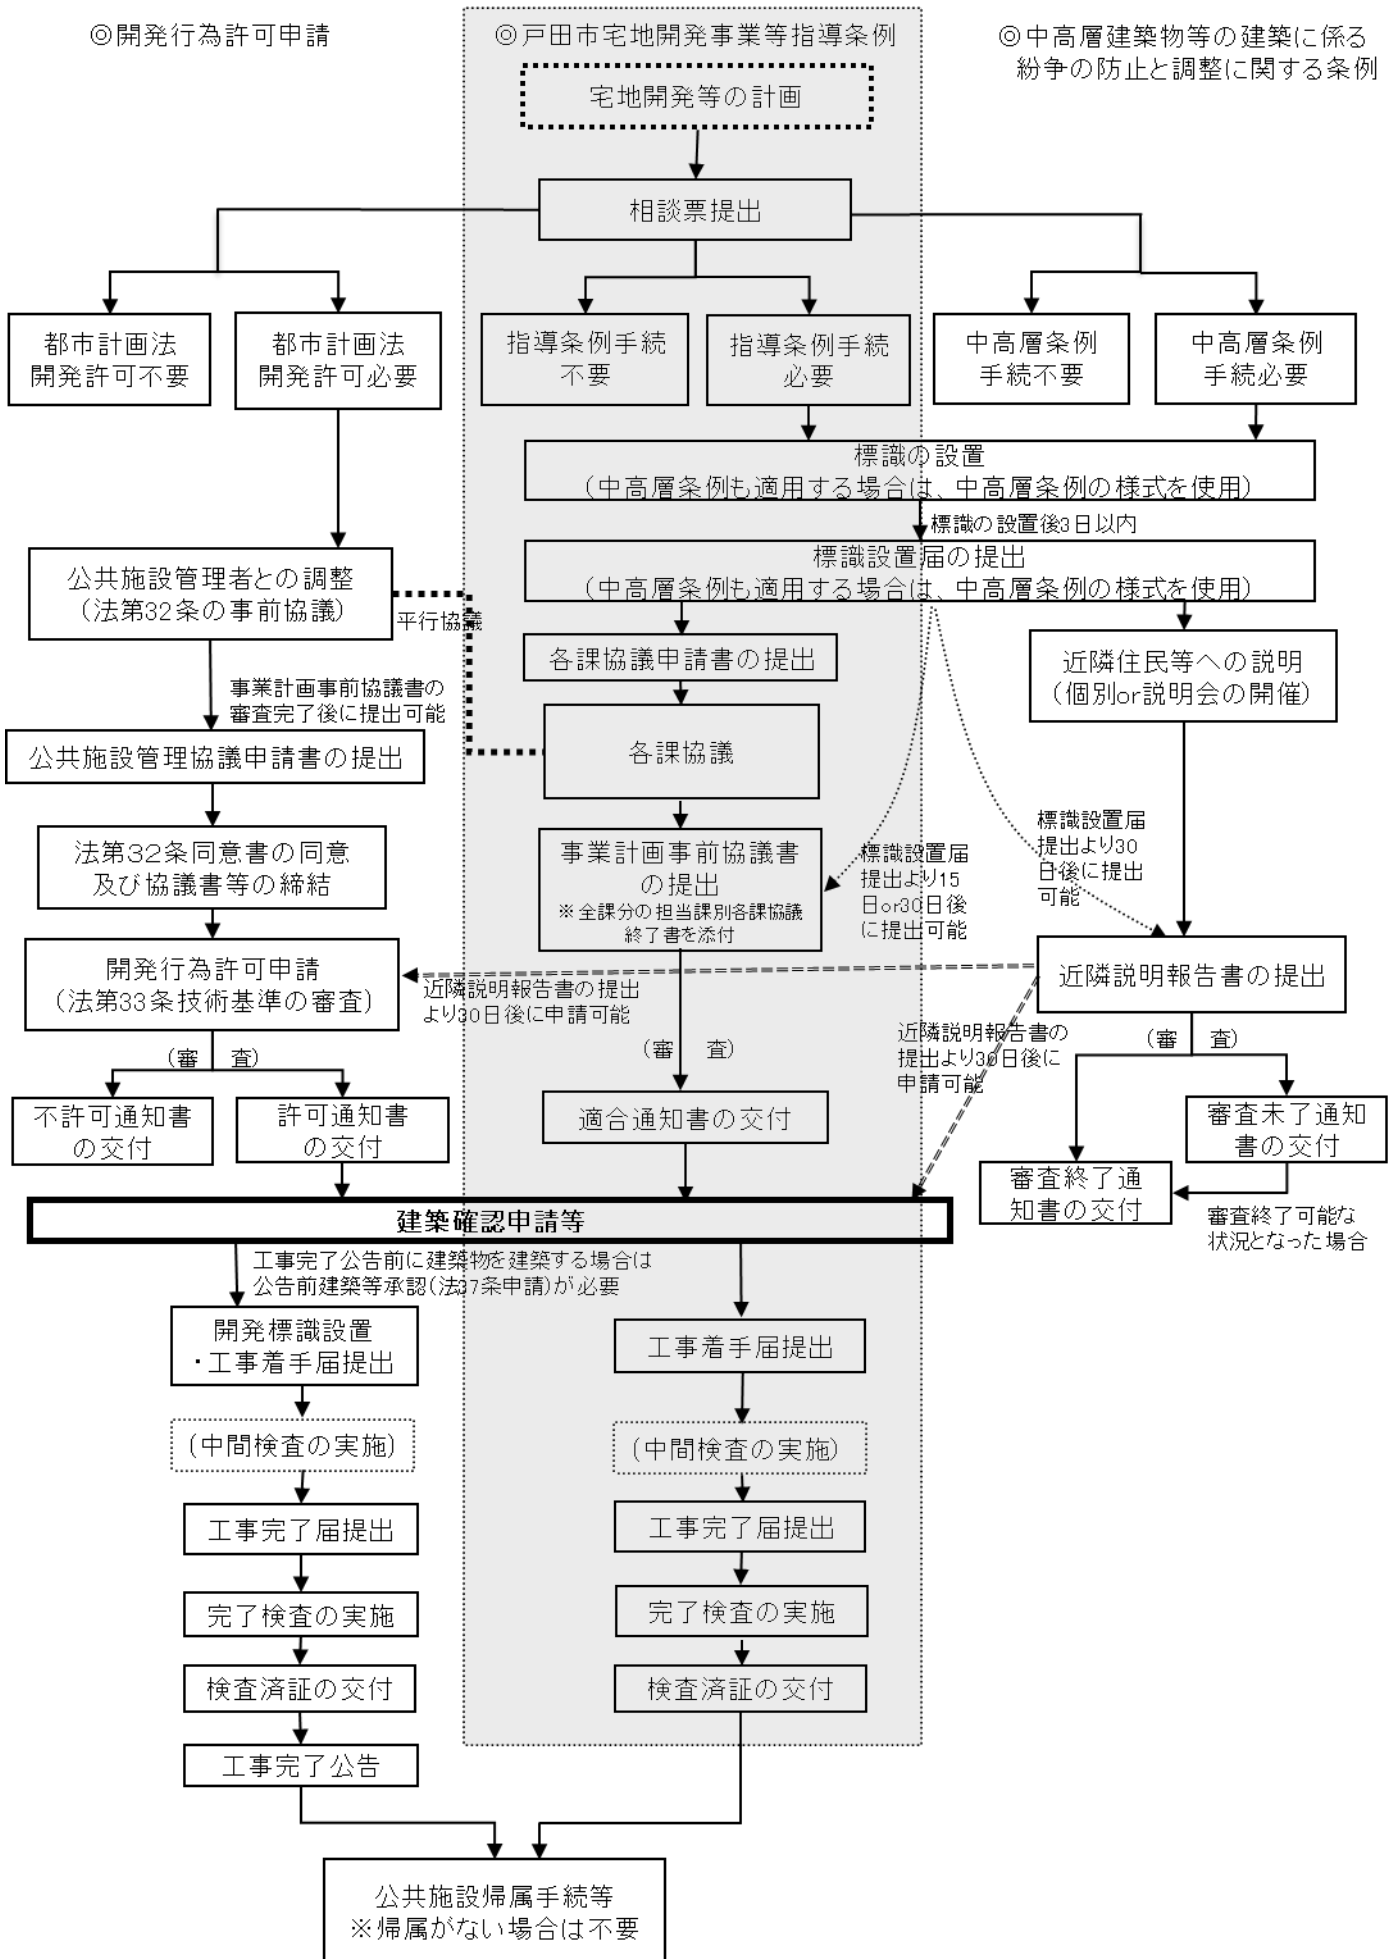 ◎開発行為許可申請
◎戸田市宅地開発事業等指導条例
◎中高層建築物等の建築に係る
紛争の防止と調整に関する条例
宅地開発等の計画
相談票提出
都市計画法
開発許可不要
都市計画法
開発許可必要
指導条例手続
不要
指導条例手続
必要
中高層条例
手続不要
中高層条例
手続必要
標識の設置
(中高層条例も適用する場合は、中高層条例の様式を使用)
標識の設置後3日以内
標識設置届の提出
(中高層条例も適用する場合は、中高層条例の様式を使用)
公共施設管理者との調整
(法第32条の事前協議)
平行協議
各課協議申請書の提出
近隣住民等への説明
(個別or説明会の開催)
事業計画事前協議書の
審査完了後に提出可能
各課協議
公共施設管理協議申請書の提出
法第32条同意書の同意
及び協議書等の締結
事業計画事前協議書
の提出
※全課分の担当課別各課協議
終了書を添付
標識設置届
提出より15
日or30日後
に提出可能
標識設置届
提出より30
日後に提出
可能
開発行為許可申請
(法第33条技術基準の審査)
近隣説明報告書の提出
より30日後に申請可能
近隣説明報告書の提出
近隣説明報告書の
提出より30日後に
申請可能
(審 査)
(審 査)
(審 査)
不許可通知書
の交付
許可通知書
の交付
適合通知書の交付
審査未了通知
書の交付
審査終了通
知書の交付
審査終了可能な
状況となった場合
建築確認申請等
工事完了公告前に建築物を建築する場合は
公告前建築等承認(法37条申請)が必要
開発標識設置
・工事着手届提出
工事着手届提出
(中間検査の実施)
(中間検査の実施)
工事完了届提出
工事完了届提出
完了検査の実施
完了検査の実施
検査済証の交付
検査済証の交付
工事完了公告
公共施設帰属手続等
※帰属がない場合は不要